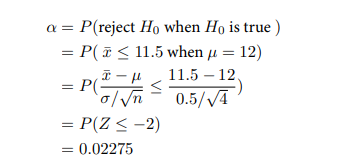 α = P(reject H₀ when H₀ is true )
= P( x̄ ≤ 11.5 when μ = 12)
= P( (x̄ − μ)/(σ/√n) ≤ (11.5 − 12)/(0.5/√4) )
= P(Z ≤ −2)
= 0.02275